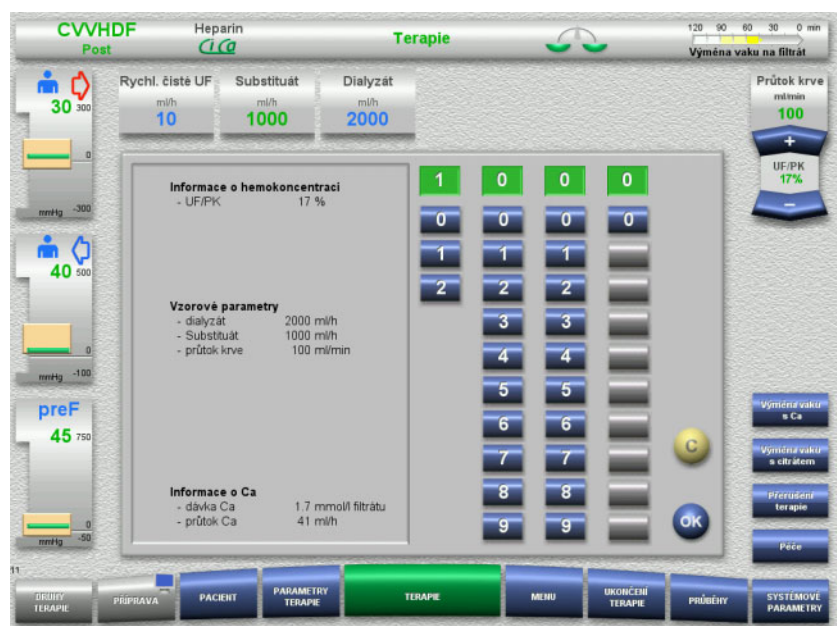 CVVHDF
Post
Heparin
CiCa
Terapie
120 90 60 30 0 min
Výměna vaku na filtrát
30 300
0
mmHg -300
40 500
0
mmHg -100
preF
45 750
0
mmHg -50
Rychl. čisté UF
ml/h
10
Substituát
ml/h
1000
Dialyzát
ml/h
2000
Průtok krve
ml/min
100
+
UF/PK
17%
−
Informace o hemokoncentraci
- UF/PK 17 %
Vzorové parametry
- dialyzát 2000 ml/h
- Substituát 1000 ml/h
- průtok krve 100 ml/min
Informace o Ca
- dávka Ca 1.7 mmol/l filtrátu
- průtok Ca 41 ml/h
1 0 0 0
0 0 0 0
1 1 1
2 2 2
3 3
4 4
5 5
6 6
7 7
8 8
9 9
C
OK
Výměna vaku
s Ca
Výměna vaku
s citrátem
Přerušení
terapie
Péče
11
DRUHY
TERAPIE
PŘÍPRAVA
PACIENT
PARAMETRY
TERAPIE
TERAPIE
MENU
UKONČENÍ
TERAPIE
PRŮBĚHY
SYSTÉMOVÉ
PARAMETRY